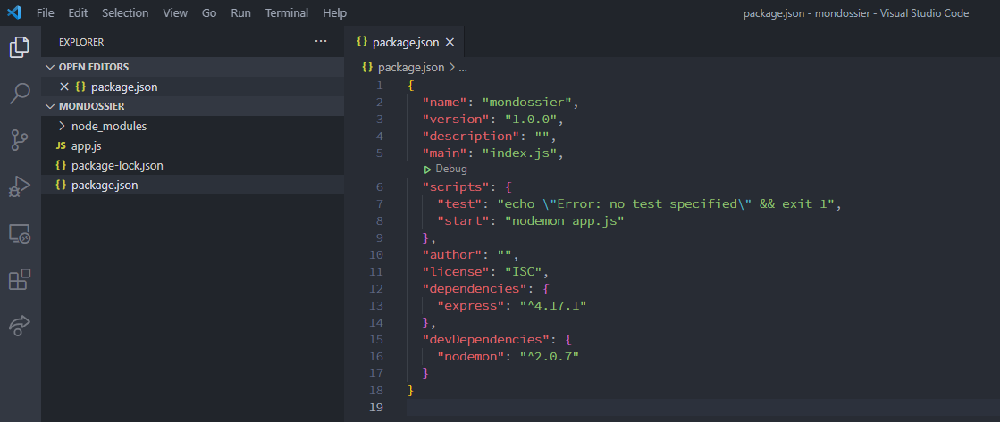 File Edit Selection View Go Run Terminal Help
package.json - mondossier - Visual Studio Code
EXPLORER ...
OPEN EDITORS
package.json
MONDOSSIER
node_modules
JS app.js
{} package-lock.json
{} package.json
{} package.json
{} package.json > ...
1 {
2 "name": "mondossier",
3 "version": "1.0.0",
4 "description": "",
5 "main": "index.js",
Debug
6 "scripts": {
7 "test": "echo \"Error: no test specified\" && exit 1",
8 "start": "nodemon app.js"
9 },
10 "author": "",
11 "license": "ISC",
12 "dependencies": {
13 "express": "^4.17.1"
14 },
15 "devDependencies": {
16 "nodemon": "^2.0.7"
17 }
18 }
19